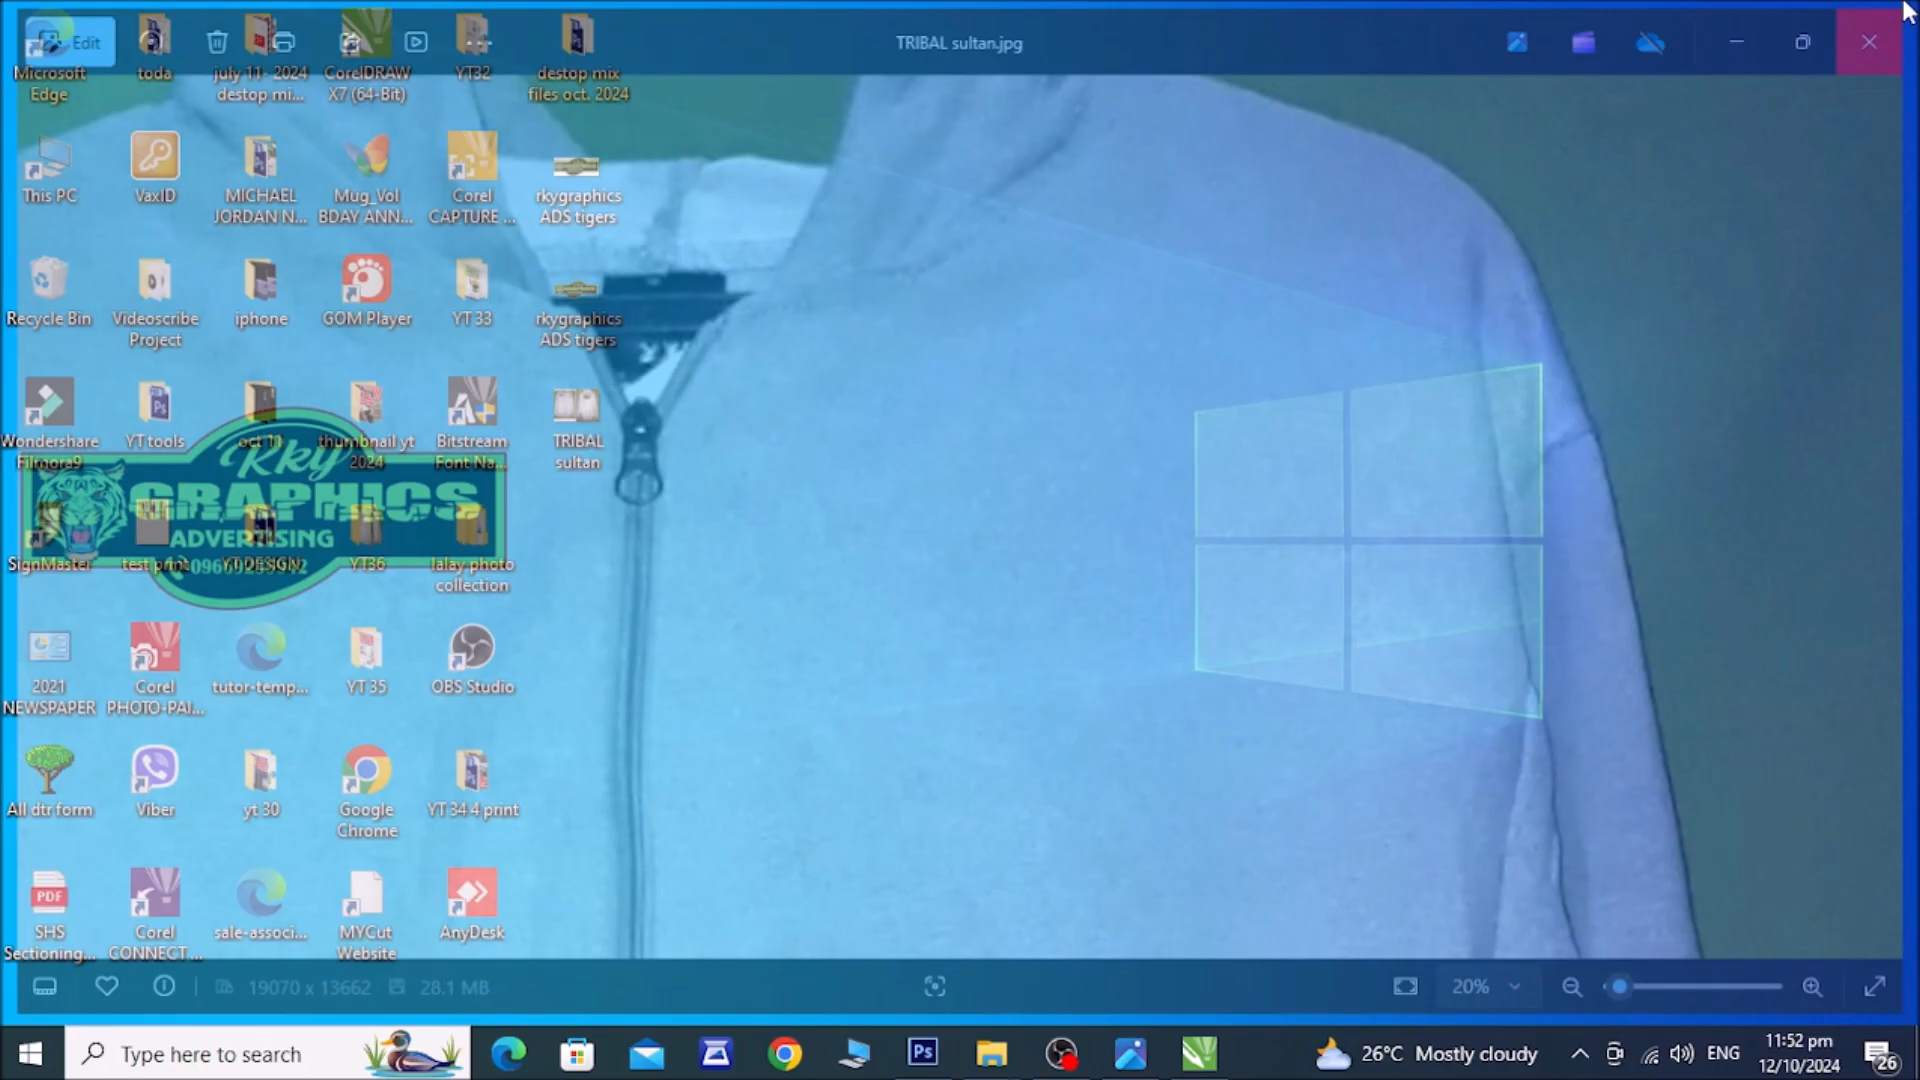 Edit
TRIBAL sultan.jpg
Microsoft
Edge
toda
july 11- 2024
destop mi...
CorelDRAW
X7 (64-Bit)
YT32
destop mix
files oct. 2024
This PC
VaxID
MICHAEL
JORDAN N...
Mug_Vol
BDAY ANN...
Corel
CAPTURE ...
rkygraphics
ADS tigers
Recycle Bin
Videoscribe
Project
iphone
GOM Player
YT 33
rkygraphics
ADS tigers
Wondershare
Filmora9
YT tools
oct 11
thumbnail yt
2024
Bitstream
Font Na...
TRIBAL
sultan
Rky
GRAPHICS
ADVERTISING
SignMaster
test print
YT DESIGN
YT36
lalay photo
collection
2021
NEWSPAPER
Corel
PHOTO-PAI...
tutor-temp...
YT 35
OBS Studio
All dtr form
Viber
yt 30
Google
Chrome
YT 34 4 print
SHS
Sectioning...
Corel
CONNECT ...
sale-associ...
MYCut
Website
AnyDesk
19070 x 13662
28.1 MB
20%
Type here to search
26°C Mostly cloudy
ENG
11:52 pm
12/10/2024
26